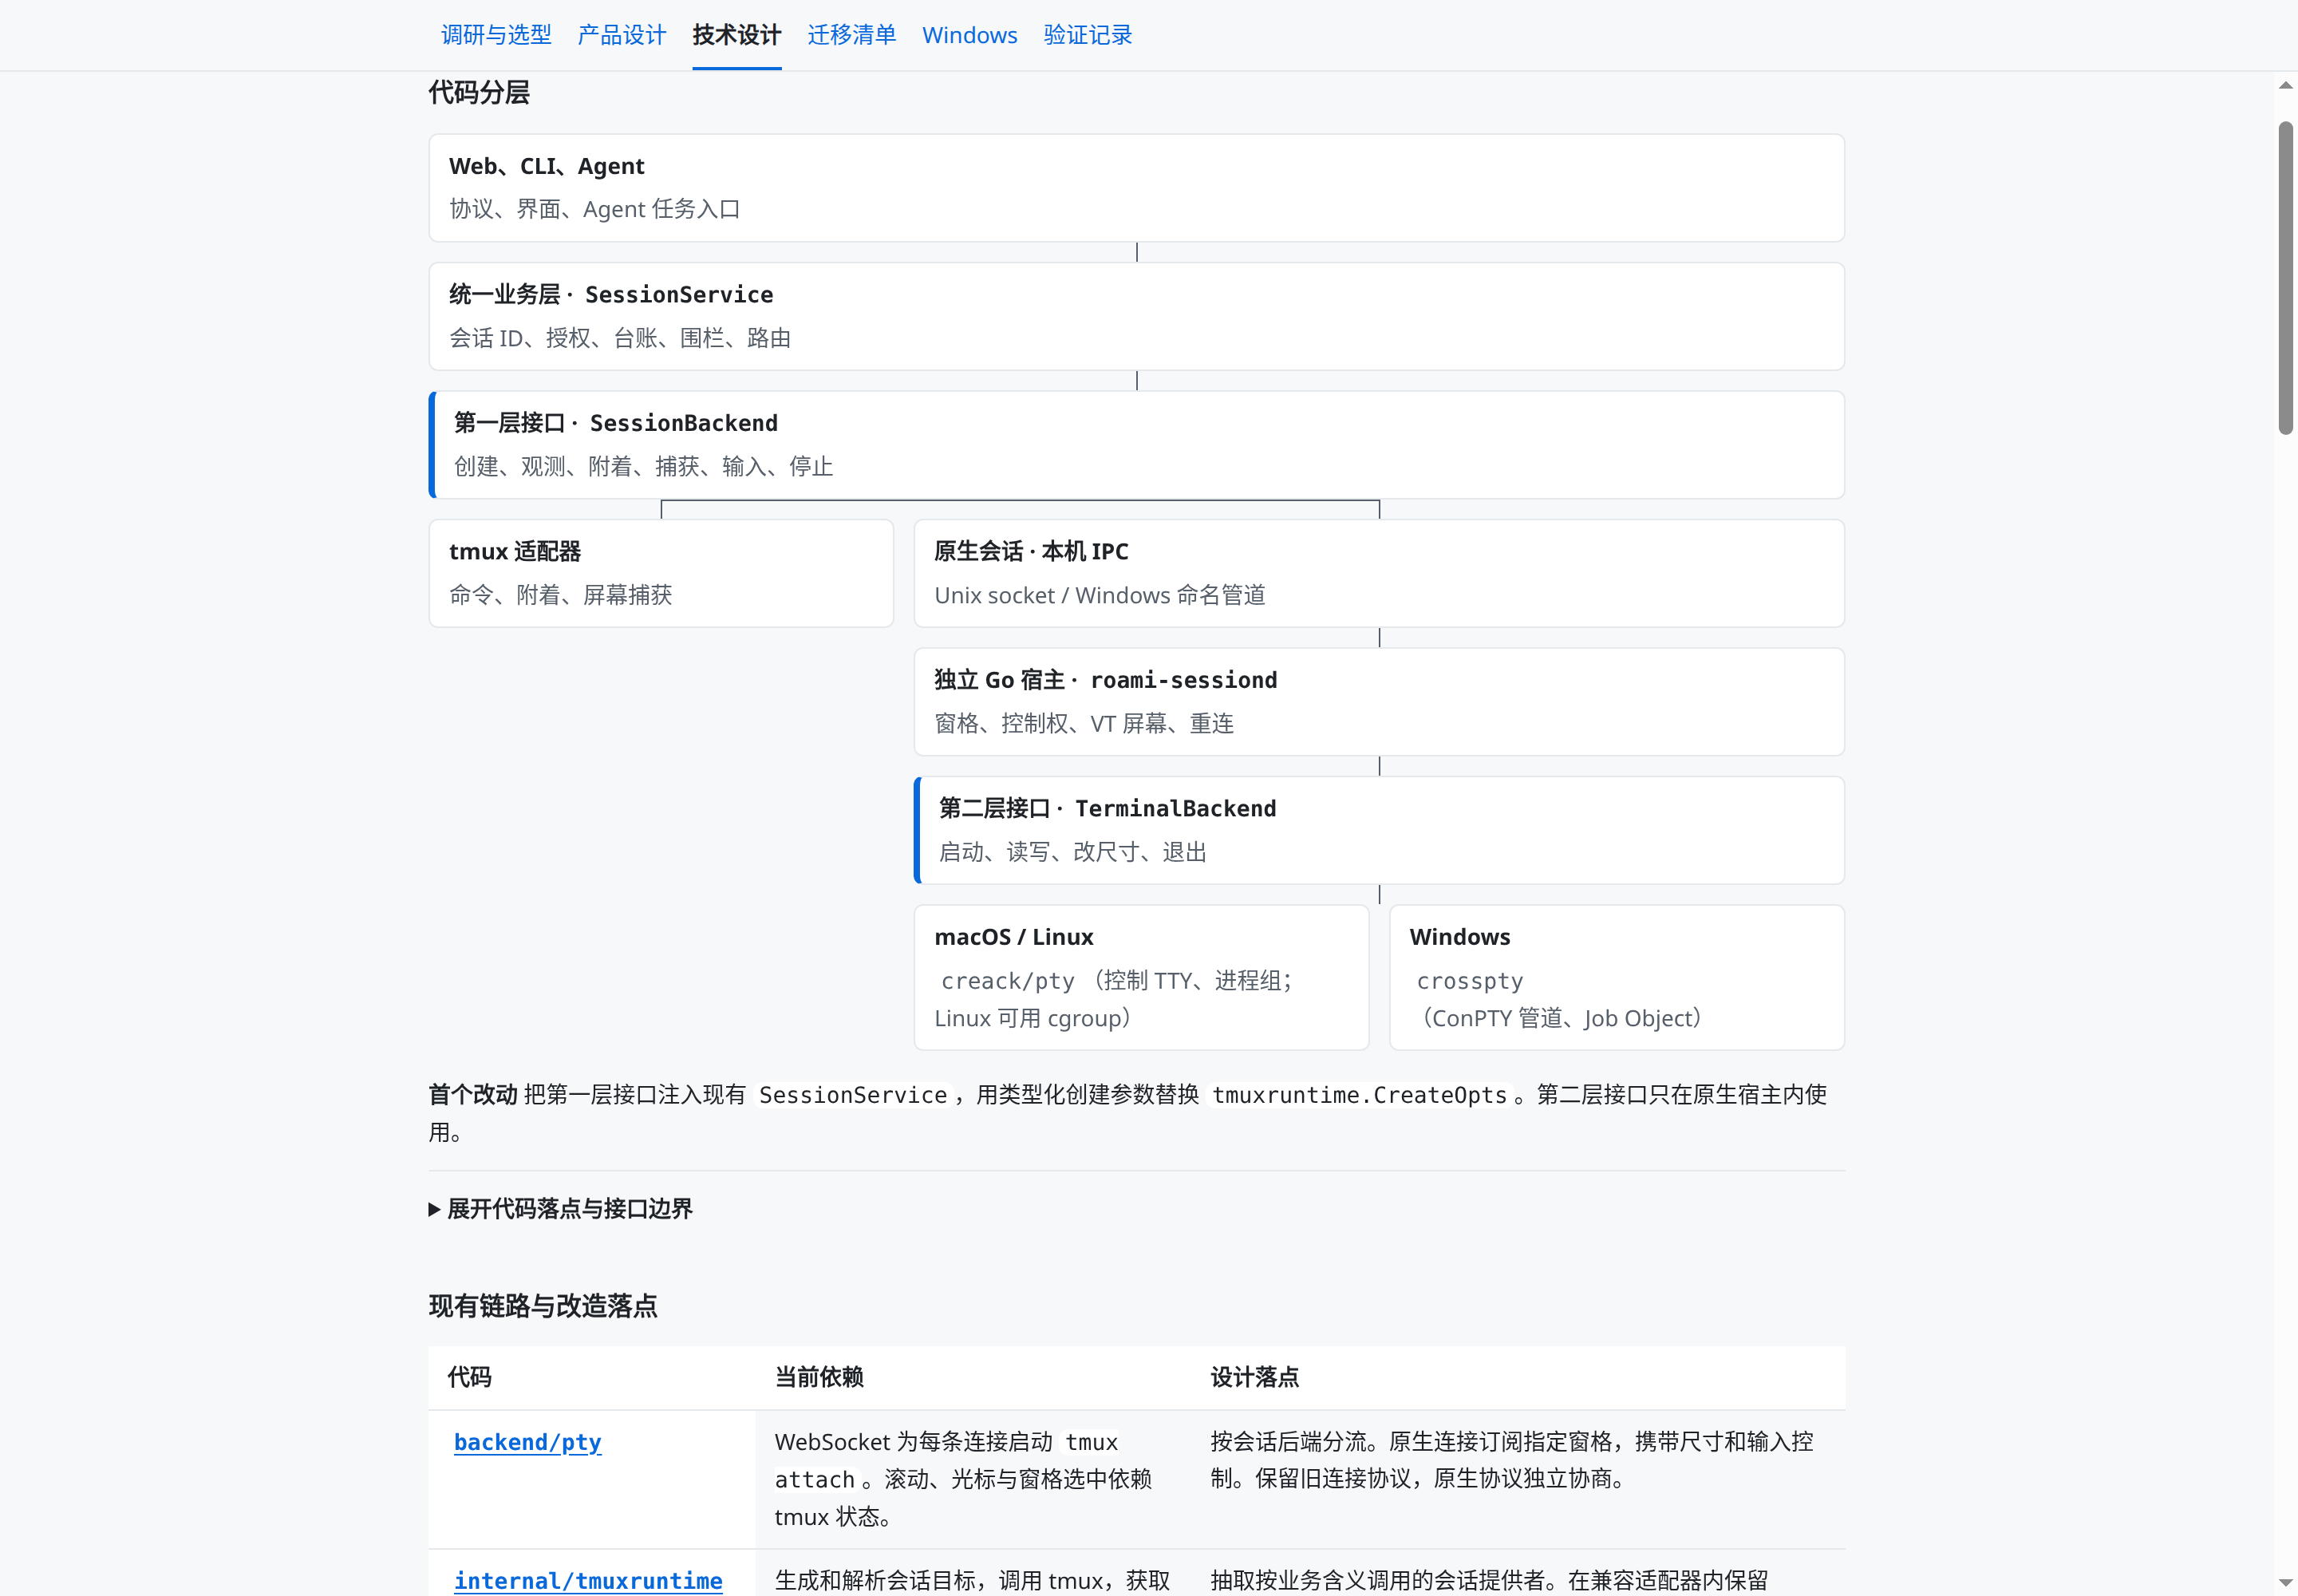 调研与选型 产品设计 技术设计 迁移清单 Windows 验证记录
代码分层
Web、CLI、Agent
协议、界面、Agent 任务入口
统一业务层 · SessionService
会话 ID、授权、台账、围栏、路由
第一层接口 · SessionBackend
创建、观测、附着、捕获、输入、停止
tmux 适配器
命令、附着、屏幕捕获
原生会话 · 本机 IPC
Unix socket / Windows 命名管道
独立 Go 宿主 · roami-sessiond
窗格、控制权、VT 屏幕、重连
第二层接口 · TerminalBackend
启动、读写、改尺寸、退出
macOS / Linux
creack/pty （控制 TTY、进程组；
Linux 可用 cgroup）
Windows
crosspty
（ConPTY 管道、Job Object）
首个改动 把第一层接口注入现有 SessionService，用类型化创建参数替换 tmuxruntime.CreateOpts。第二层接口只在原生宿主内使
用。
▶ 展开代码落点与接口边界
现有链路与改造落点
代码 当前依赖 设计落点
backend/pty
WebSocket 为每条连接启动 tmux
attach。滚动、光标与窗格选中依赖
tmux 状态。
按会话后端分流。原生连接订阅指定窗格，携带尺寸和输入控
制。保留旧连接协议，原生协议独立协商。
internal/tmuxruntime
生成和解析会话目标，调用 tmux，获取
抽取按业务含义调用的会话提供者。在兼容适配器内保留